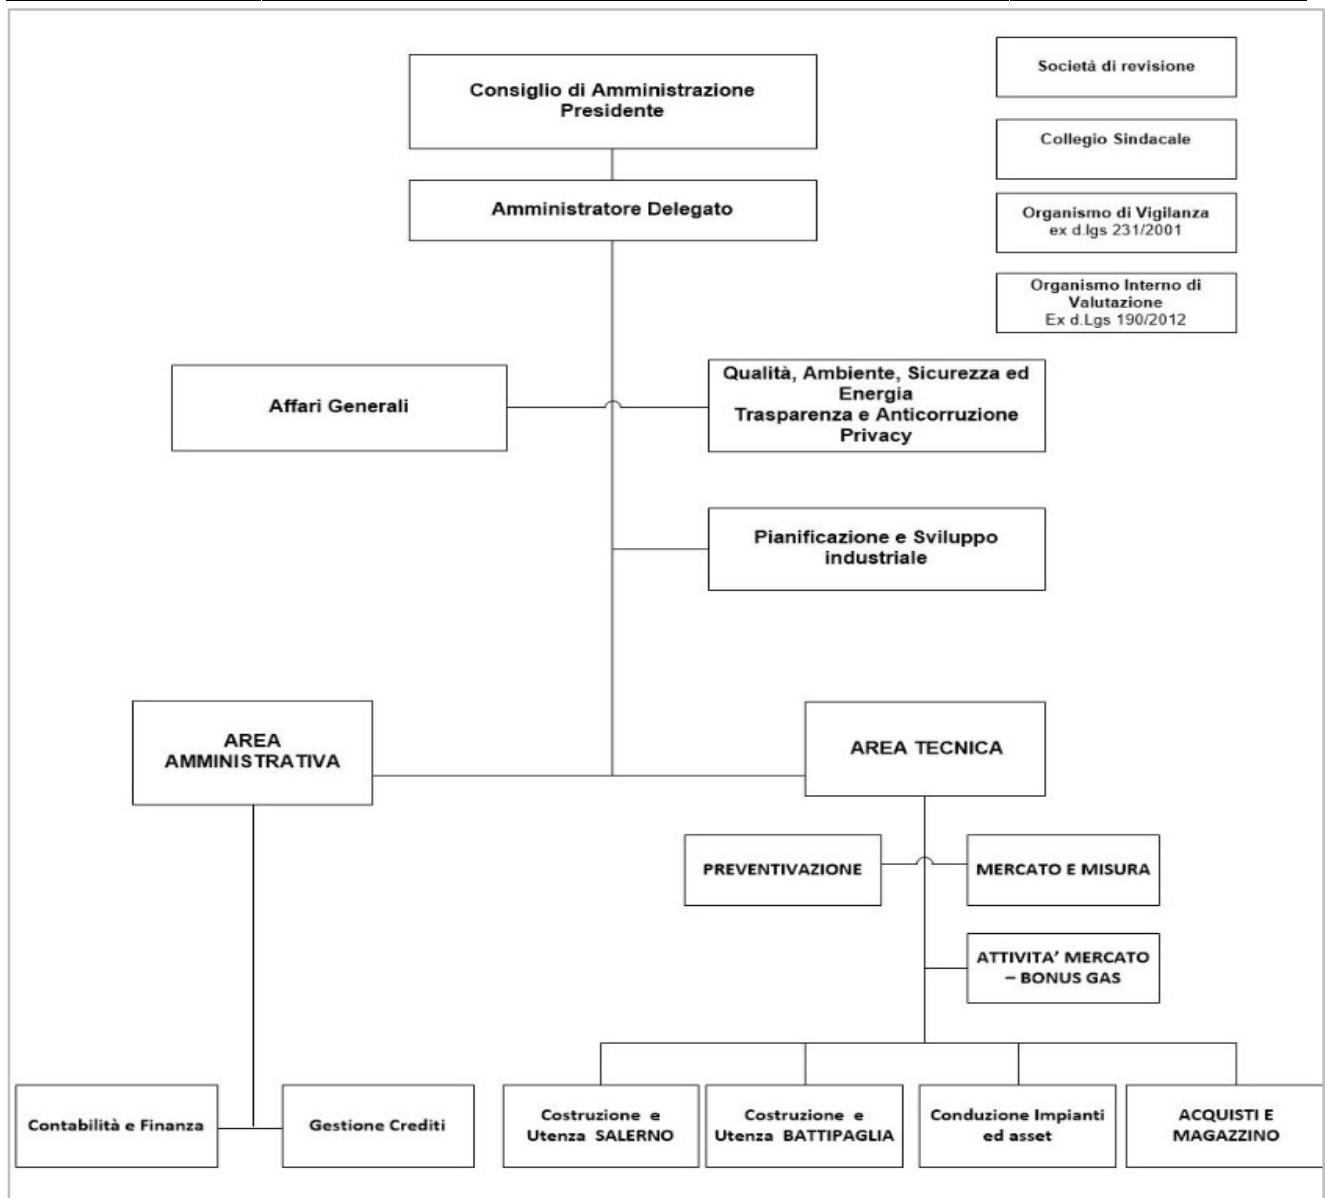 Consiglio di Amministrazione
Presidente
Società di revisione
Collegio Sindacale
Amministratore Delegato
Organismo di Vigilanza
ex d.lgs 231/2001
Organismo Interno di
Valutazione
Ex d.Lgs 190/2012
Affari Generali
Qualità, Ambiente, Sicurezza ed
Energia
Trasparenza e Anticorruzione
Privacy
Pianificazione e Sviluppo
industriale
AREA
AMMINISTRATIVA
AREA TECNICA
PREVENTIVAZIONE
MERCATO E MISURA
ATTIVITA’ MERCATO
– BONUS GAS
Contabilità e Finanza
Gestione Crediti
Costruzione e
Utenza SALERNO
Costruzione e
Utenza BATTIPAGLIA
Conduzione Impianti
ed asset
ACQUISTI E
MAGAZZINO